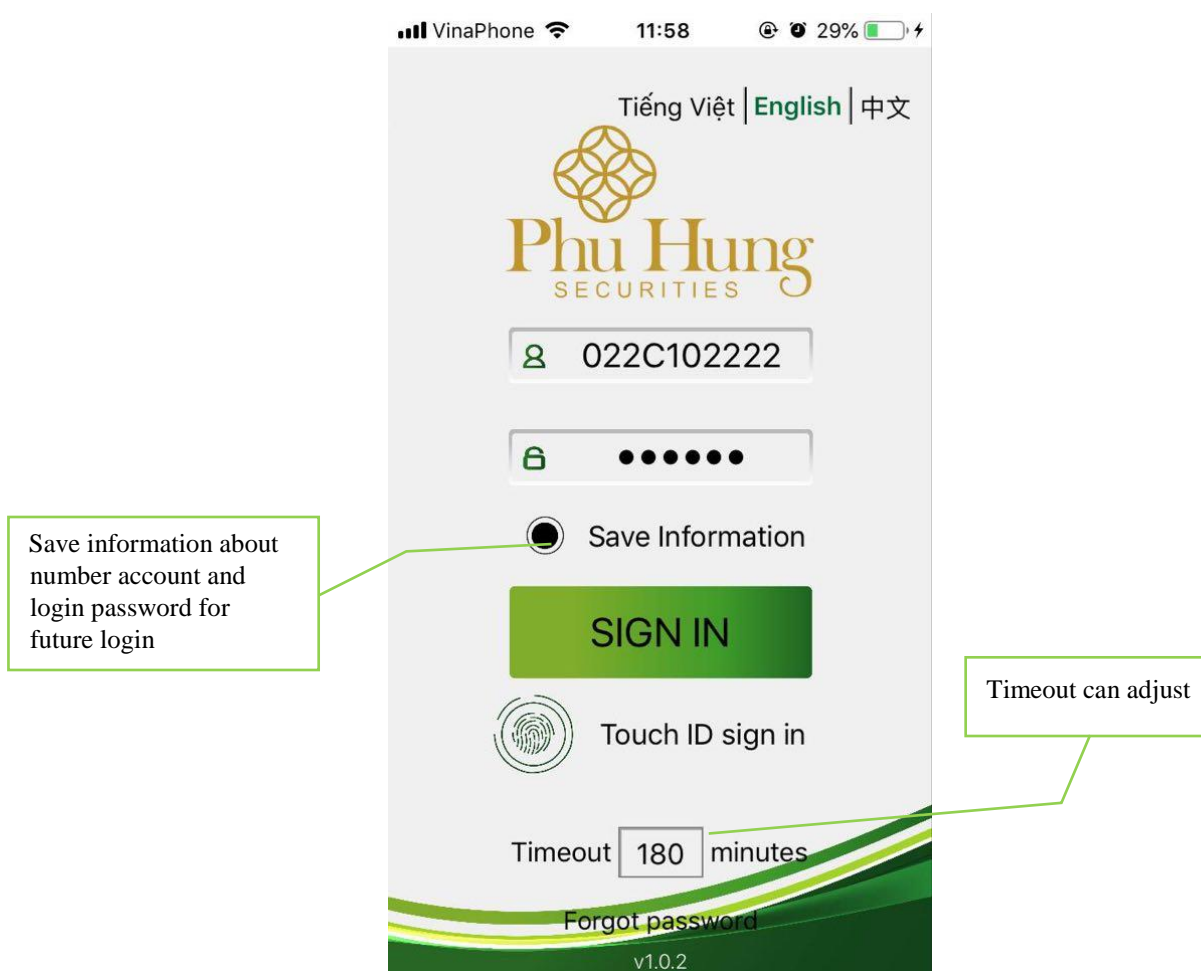 VinaPhone 11:58 29%
Tiếng Việt English 中文
Phu Hung
SECURITIES
022C102222
Save Information
Save information about
number account and
login password for
future login
SIGN IN
Timeout can adjust
Touch ID sign in
Timeout 180 minutes
Forgot password
v1.0.2